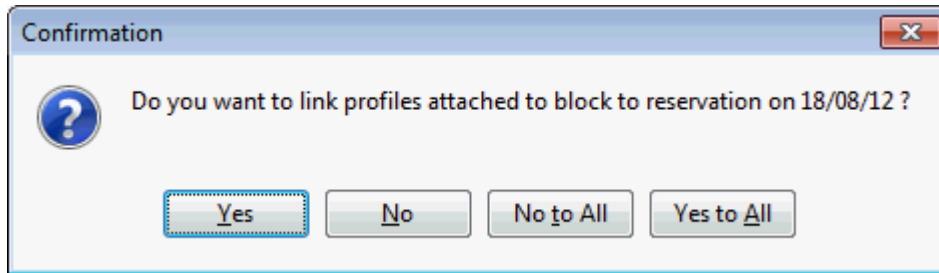 Confirmation
Do you want to link profiles attached to block to reservation on 18/08/12 ?
Yes No No to All Yes to All